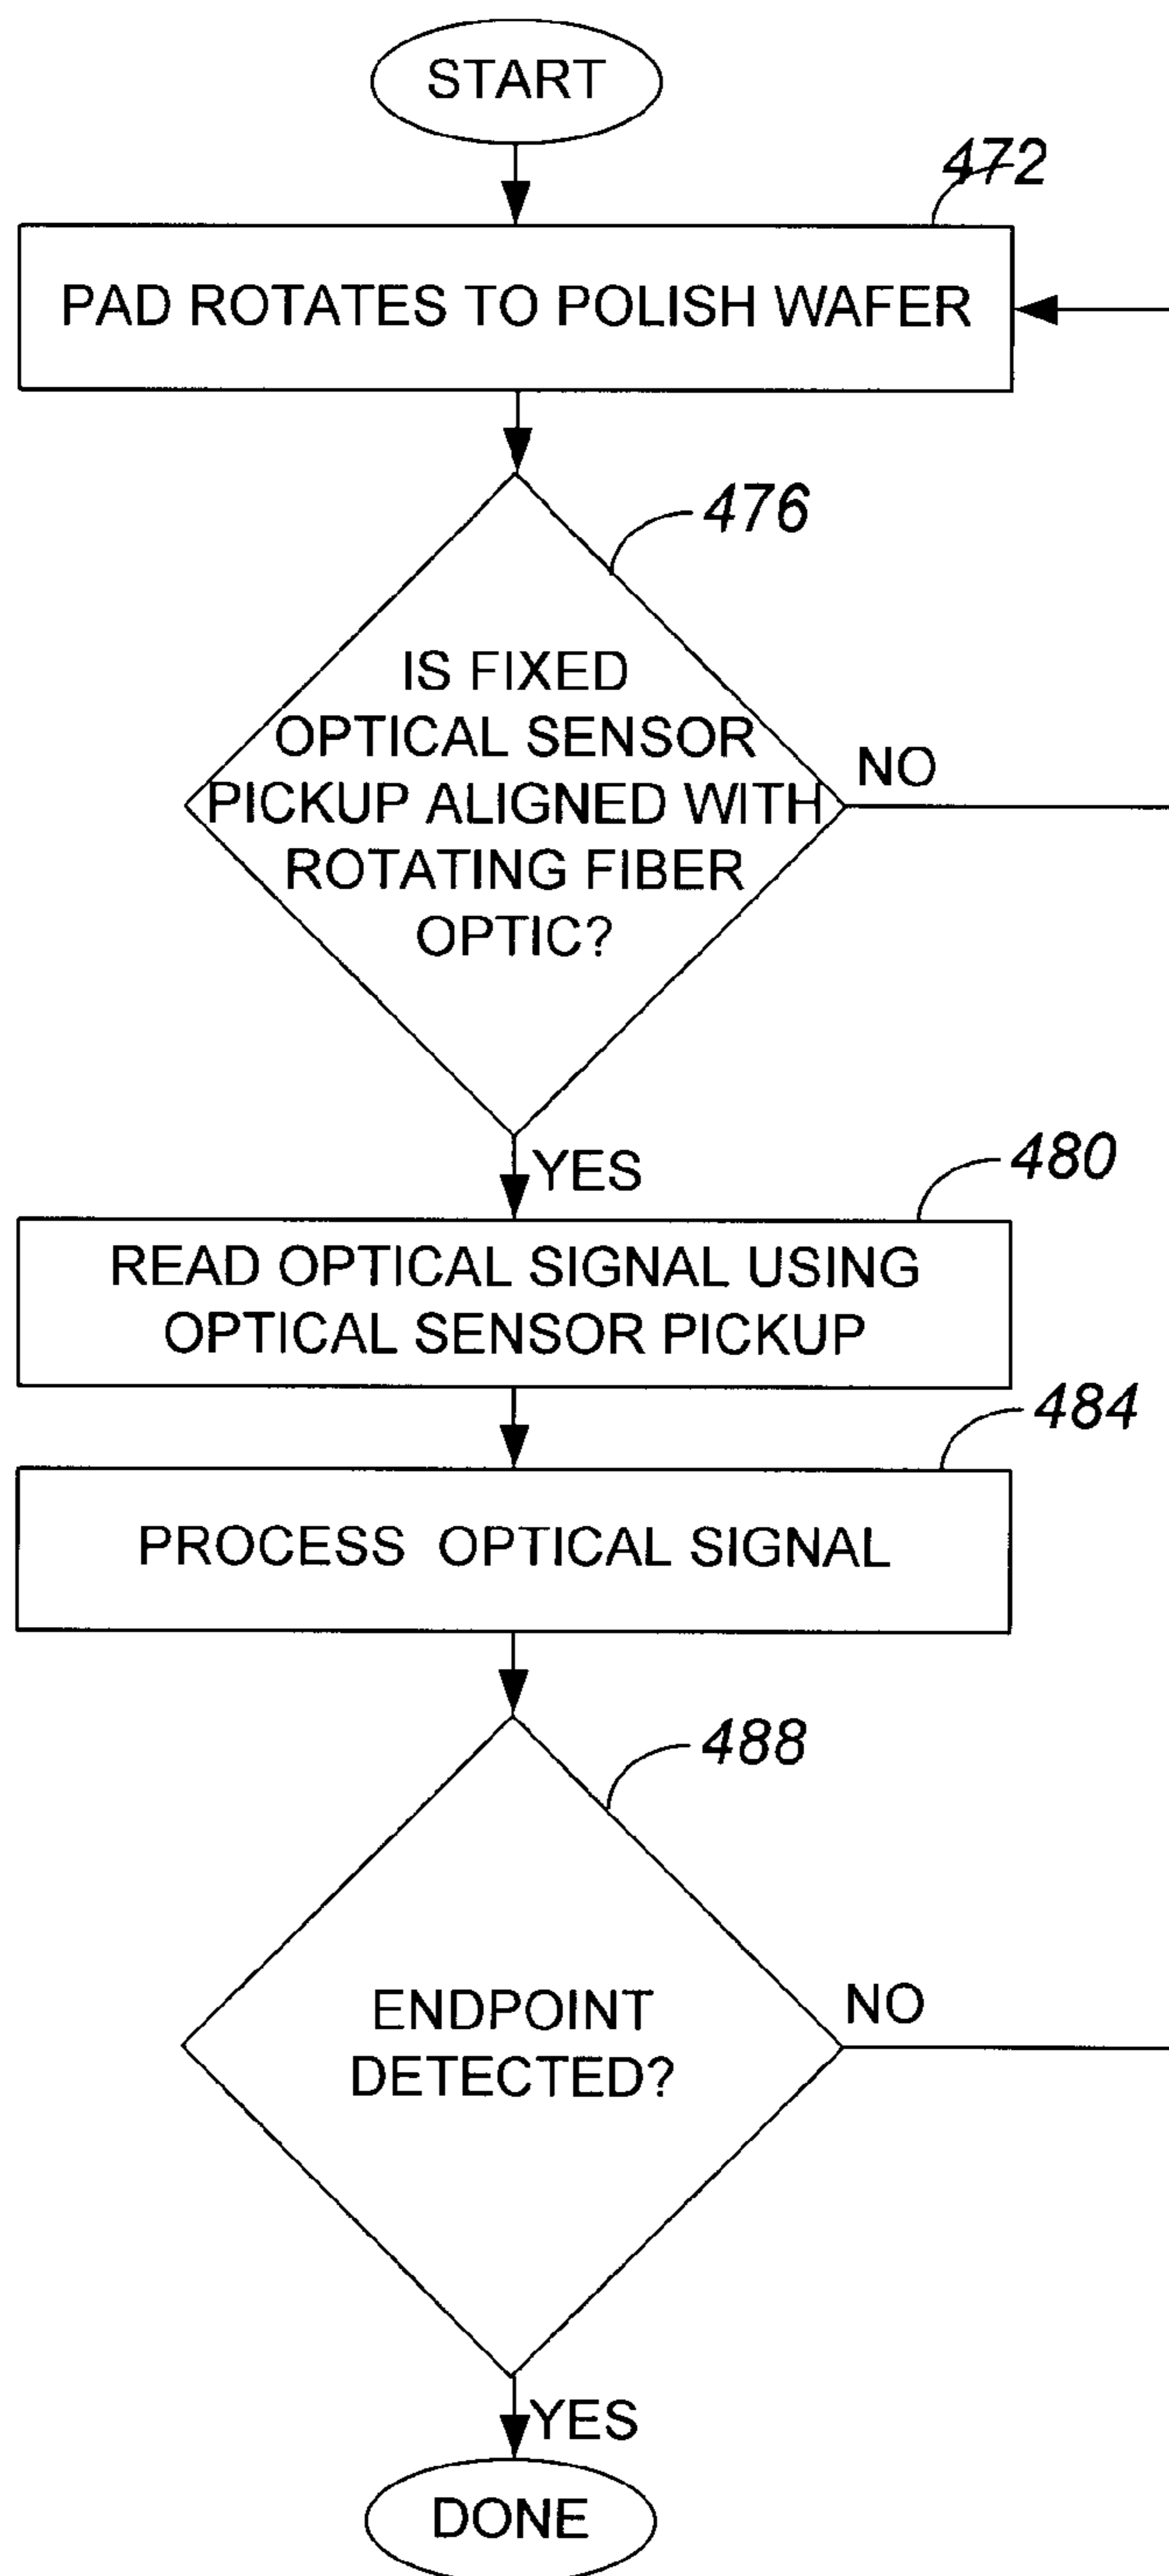 START
472
PAD ROTATES TO POLISH WAFER
476
IS FIXED
OPTICAL SENSOR
PICKUP ALIGNED WITH
ROTATING FIBER
OPTIC?
NO
YES
480
READ OPTICAL SIGNAL USING
OPTICAL SENSOR PICKUP
484
PROCESS OPTICAL SIGNAL
488
ENDPOINT
DETECTED?
NO
YES
DONE